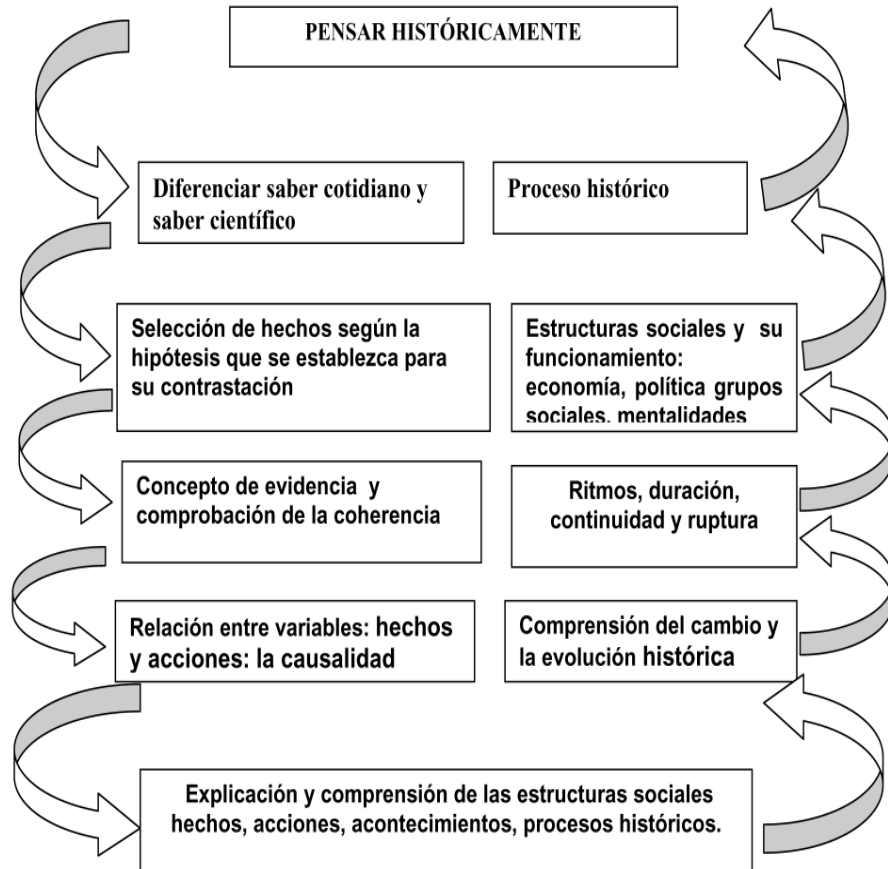 PENSAR HISTÓRICAMENTE
Diferenciar saber cotidiano y
saber científico
Proceso histórico
Selección de hechos según la
hipótesis que se establezca para
su contrastación
Estructuras sociales y su
funcionamiento:
economía, política grupos
sociales, mentalidades
Concepto de evidencia y
comprobación de la coherencia
Ritmos, duración,
continuidad y ruptura
Relación entre variables: hechos
y acciones: la causalidad
Comprensión del cambio y
la evolución histórica
Explicación y comprensión de las estructuras sociales
hechos, acciones, acontecimientos, procesos históricos.